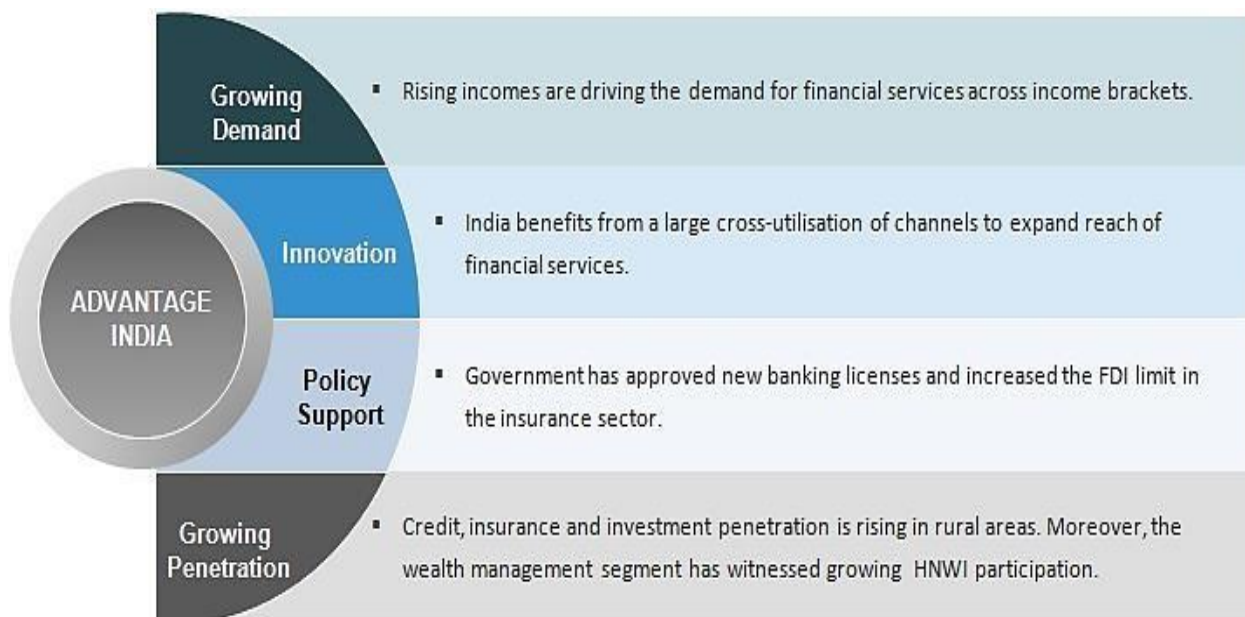 ADVANTAGE
INDIA
Growing
Demand
▪ Rising incomes are driving the demand for financial services across income brackets.
Innovation
▪ India benefits from a large cross-utilisation of channels to expand reach of
financial services.
Policy
Support
▪ Government has approved new banking licenses and increased the FDI limit in
the insurance sector.
Growing
Penetration
▪ Credit, insurance and investment penetration is rising in rural areas. Moreover, the
wealth management segment has witnessed growing HNWI participation.